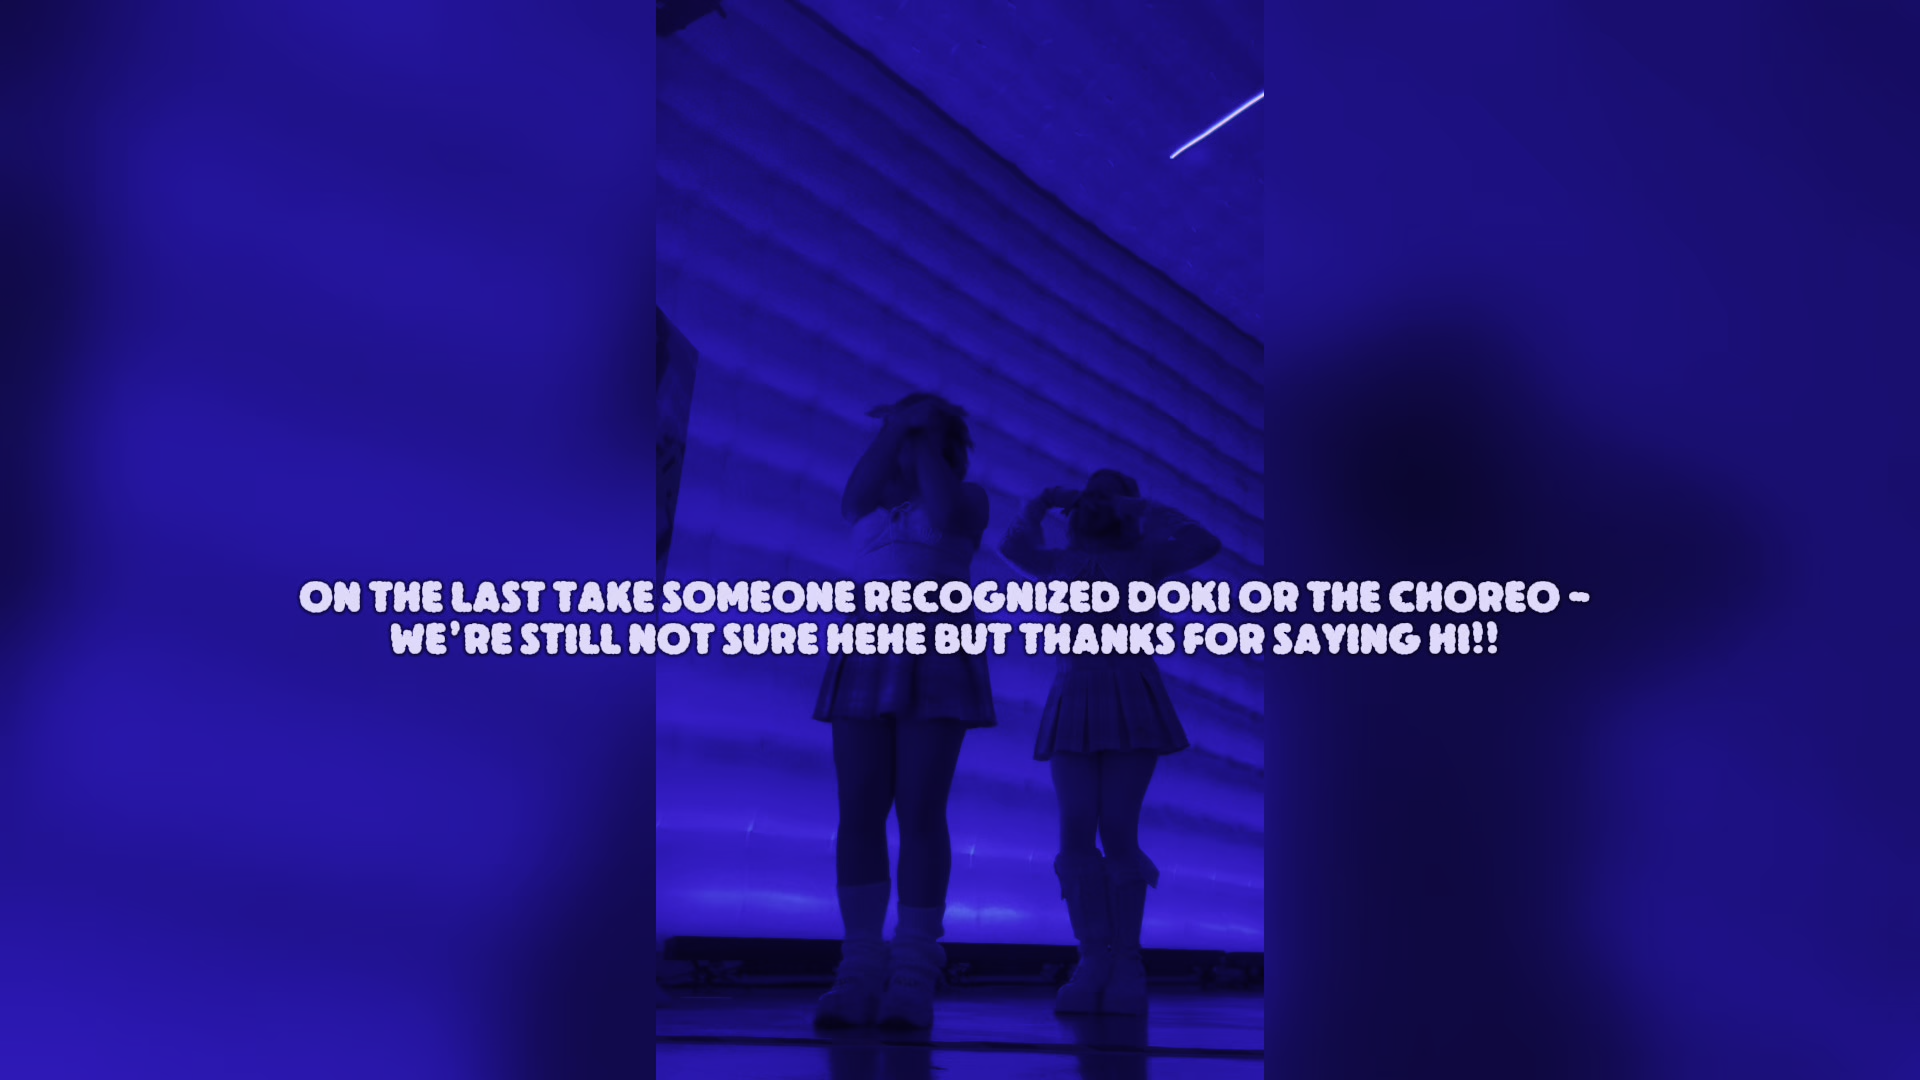 ON THE LAST TAKE SOMEONE RECOGNIZED DOKI OR THE CHOREO ~
WE'RE STILL NOT SURE HEHE BUT THANKS FOR SAYING HI!!